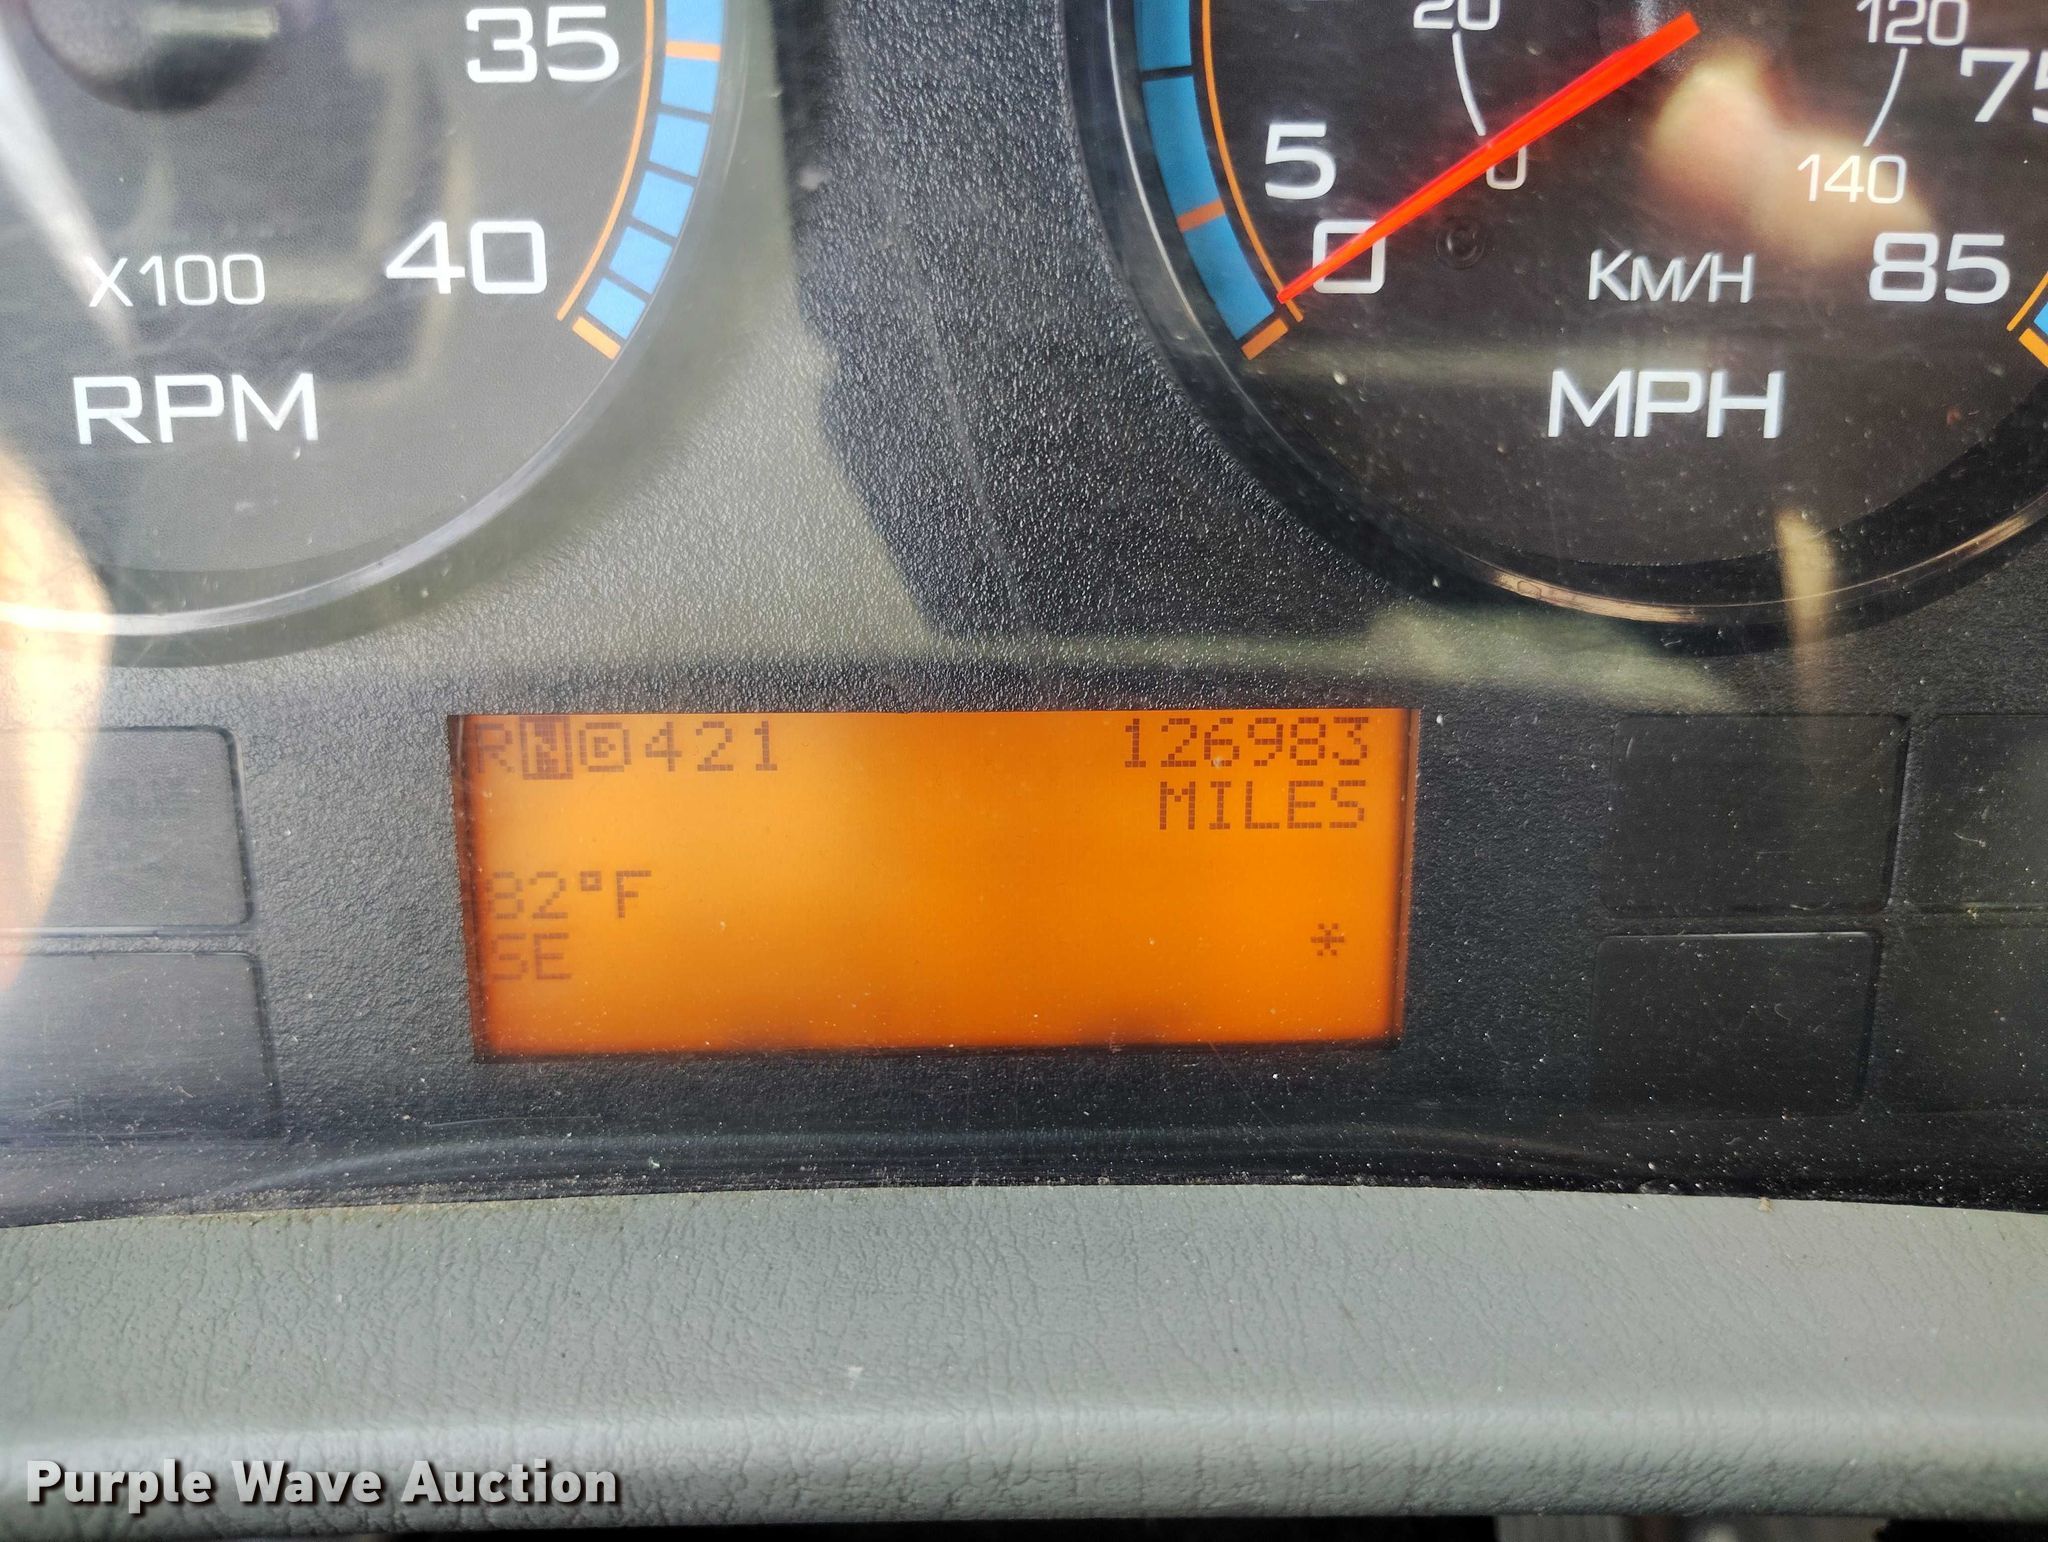 35
40
X100
RPM
20
120
75
5
0
140
0
KM/H
85
MPH
RND421
126983
MILES
82°F
SE
*
Purple Wave Auction